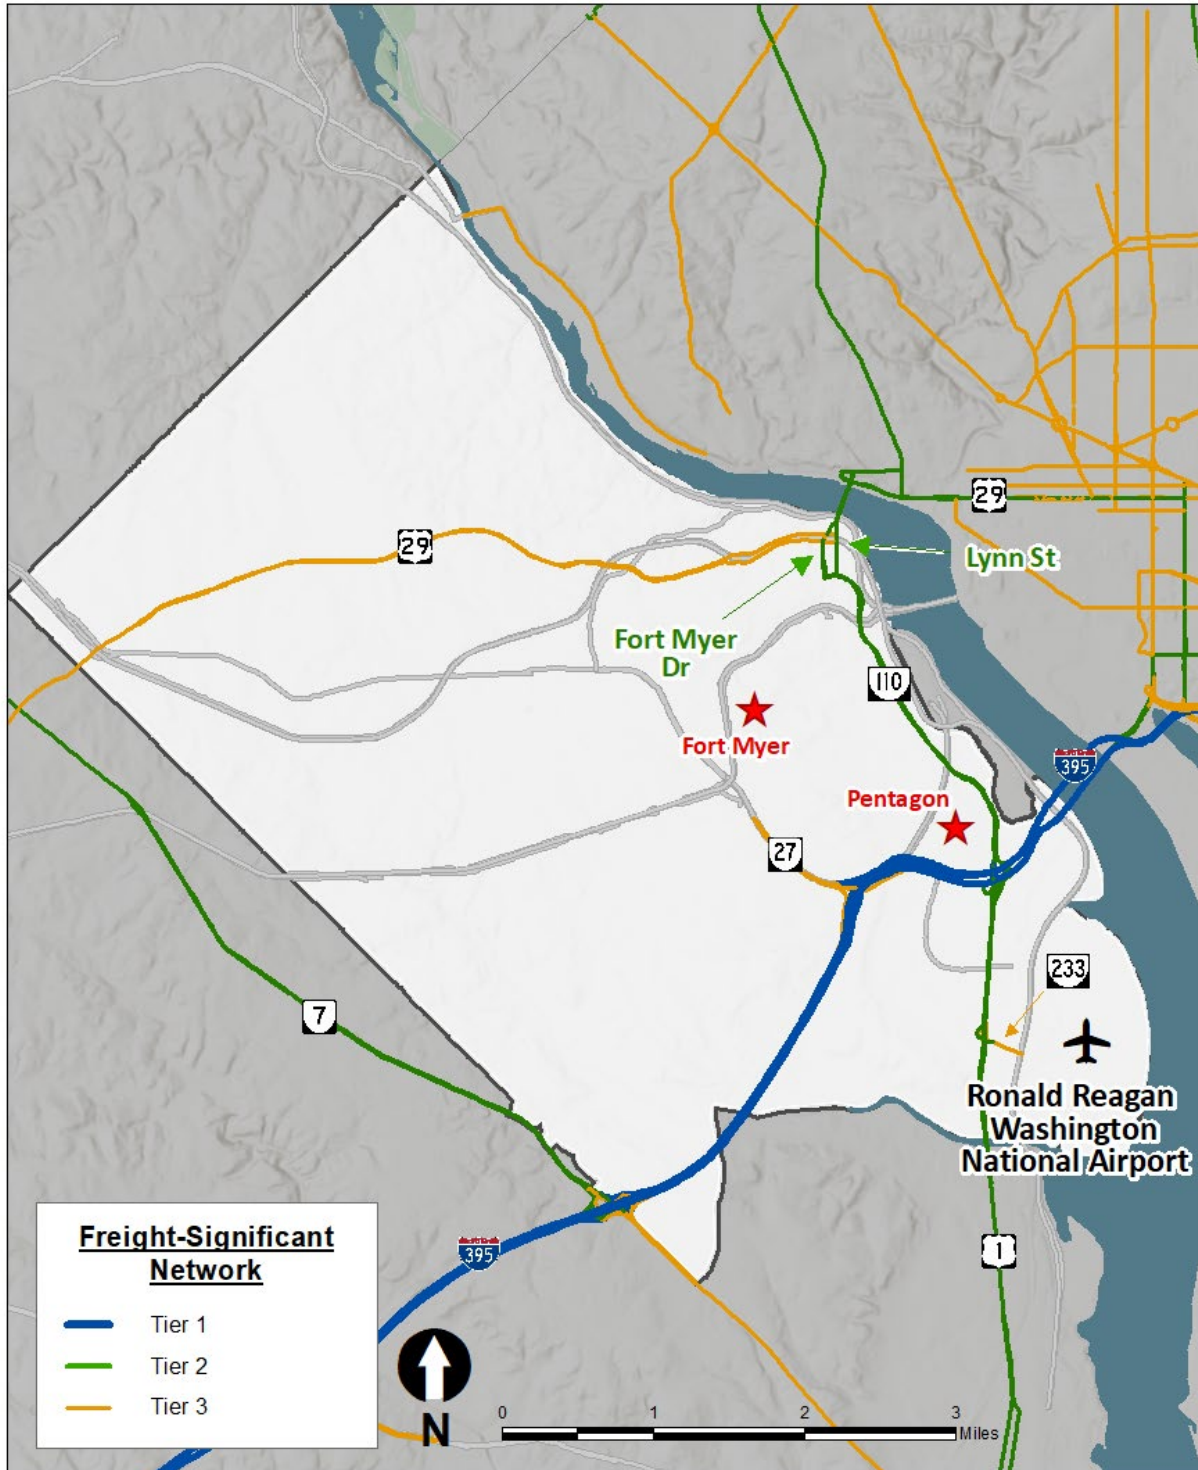 29
29
Lynn St
Fort Myer
Dr
110
Fort Myer
395
Pentagon
27
233
7
Ronald Reagan
Washington
National Airport
Freight-Significant
Network
395
1
Tier 1
Tier 2
Tier 3
N
0 1 2 3
Miles